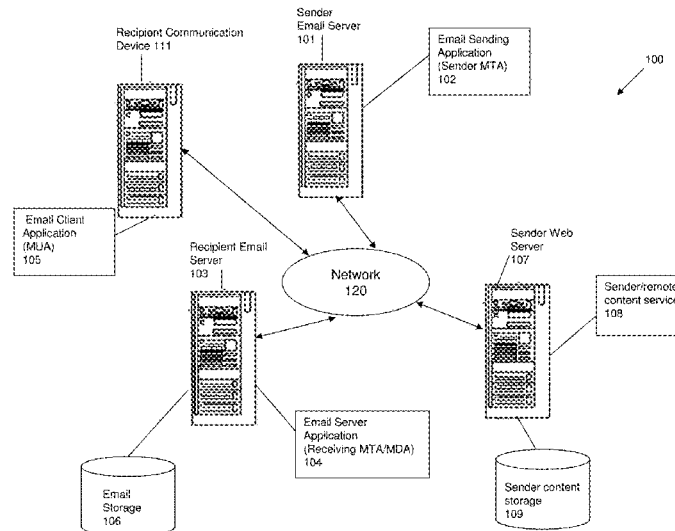 Recipient Communication
Device 111
Sender
Email Server
101
Email Sending
Application
(Sender MTA)
102
100
Email Client
Application
(MUA)
105
Recipient Email
Server
103
Network
120
Sender Web
Server
107
Sender/remote
content service
108
Email Server
Application
(Receiving MTA/MDA)
104
Email
Storage
106
Sender content
storage
109